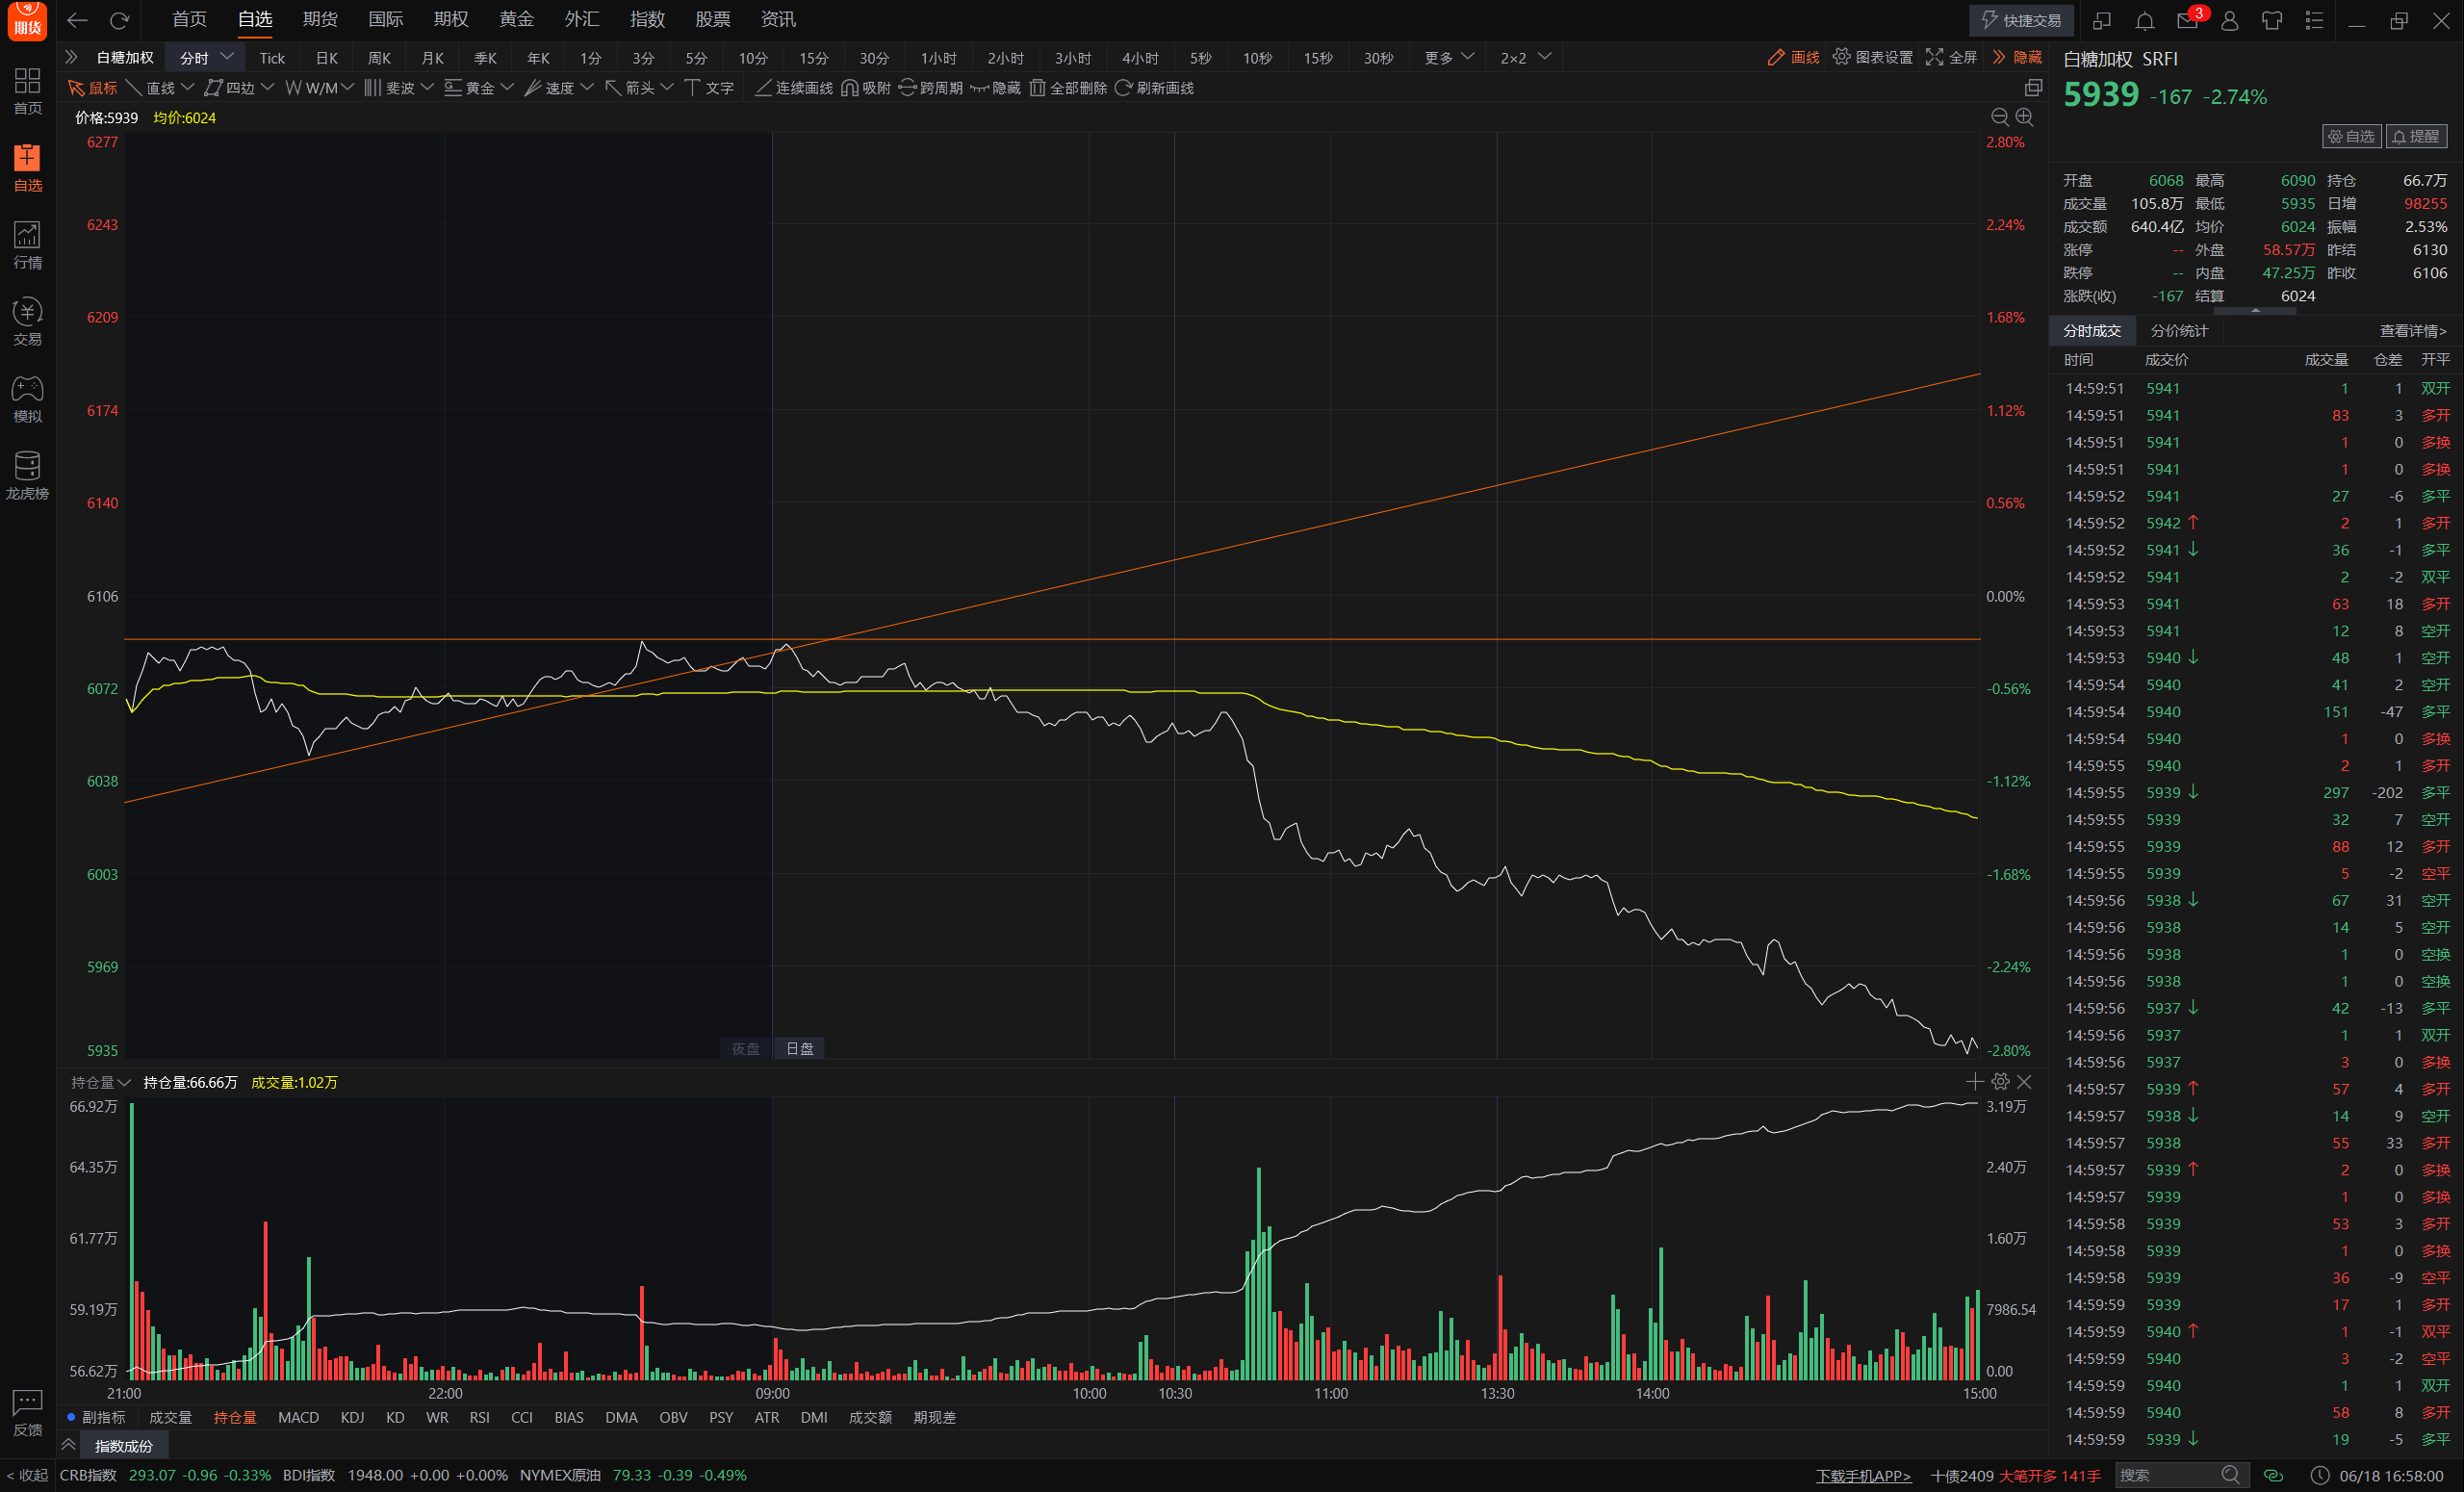 期货 首页 自选 期货 国际 期权 黄金 外汇 指数 股票 资讯 快捷交易 3
白糖加权 分时 Tick 日K 周K 月K 季K 年K 1分 3分 5分 10分 15分 30分 1小时 2小时 3小时 4小时 5秒 10秒 15秒 30秒 更多 2×2 画线 图表设置 全屏 隐藏
鼠标 直线 四边 W/M 斐波 黄金 速度 箭头 文字 连续画线 吸附 跨周期 隐藏 全部删除 刷新画线
首页
自选
行情
交易
模拟
龙虎榜
反馈
价格:5939 均价:6024
6277 2.80%
6243 2.24%
6209 1.68%
6174 1.12%
6140 0.56%
6106 0.00%
6072 -0.56%
6038 -1.12%
6003 -1.68%
5969 -2.24%
5935 -2.80%
夜盘 日盘
持仓量 持仓量:66.66万 成交量:1.02万
66.92万 3.19万
64.35万 2.40万
61.77万 1.60万
59.19万 7986.54
56.62万 0.00
21:00 22:00 09:00 10:00 10:30 11:00 13:30 14:00 15:00
副指标 成交量 持仓量 MACD KDJ KD WR RSI CCI BIAS DMA OBV PSY ATR DMI 成交额 期现差
指数成份
白糖加权 SRFI
5939 -167 -2.74%
自选 提醒
开盘 6068 最高 6090 持仓 66.7万
成交量 105.8万 最低 5935 日增 98255
成交额 640.4亿 均价 6024 振幅 2.53%
涨停 -- 外盘 58.57万 昨结 6130
跌停 -- 内盘 47.25万 昨收 6106
涨跌(收) -167 结算 6024
分时成交 分价统计 查看详情>
时间 成交价 成交量 仓差 开平
14:59:51 5941 1 1 双开
14:59:51 5941 83 3 多开
14:59:51 5941 1 0 多换
14:59:51 5941 1 0 多换
14:59:52 5941 27 -6 多平
14:59:52 5942↑ 2 1 多开
14:59:52 5941↓ 36 -1 多平
14:59:52 5941 2 -2 双平
14:59:53 5941 63 18 多开
14:59:53 5941 12 8 空开
14:59:53 5940↓ 48 1 空开
14:59:54 5940 41 2 空开
14:59:54 5940 151 -47 多平
14:59:54 5940 1 0 多换
14:59:55 5940 2 1 多开
14:59:55 5939↓ 297 -202 多平
14:59:55 5939 32 7 空开
14:59:55 5939 88 12 多开
14:59:55 5939 5 -2 空平
14:59:56 5938↓ 67 31 空开
14:59:56 5938 14 5 空开
14:59:56 5938 1 0 空换
14:59:56 5938 1 0 空换
14:59:56 5937↓ 42 -13 多平
14:59:56 5937 1 1 双开
14:59:56 5937 3 0 多换
14:59:57 5939↑ 57 4 多开
14:59:57 5938↓ 14 9 空开
14:59:57 5938 55 33 多开
14:59:57 5939↑ 2 0 多换
14:59:57 5939 1 0 多换
14:59:58 5939 53 3 多开
14:59:58 5939 1 0 多换
14:59:58 5939 36 -9 空平
14:59:59 5939 17 1 多开
14:59:59 5940↑ 1 -1 双平
14:59:59 5940 3 -2 空平
14:59:59 5940 1 1 双开
14:59:59 5940 58 8 多开
14:59:59 5939↓ 19 -5 多平
< 收起 CRB指数 293.07 -0.96 -0.33% BDI指数 1948.00 +0.00 +0.00% NYMEX原油 79.33 -0.39 -0.49% 下载手机APP> 十债2409 大笔开多 141手 搜索 06/18 16:58:00